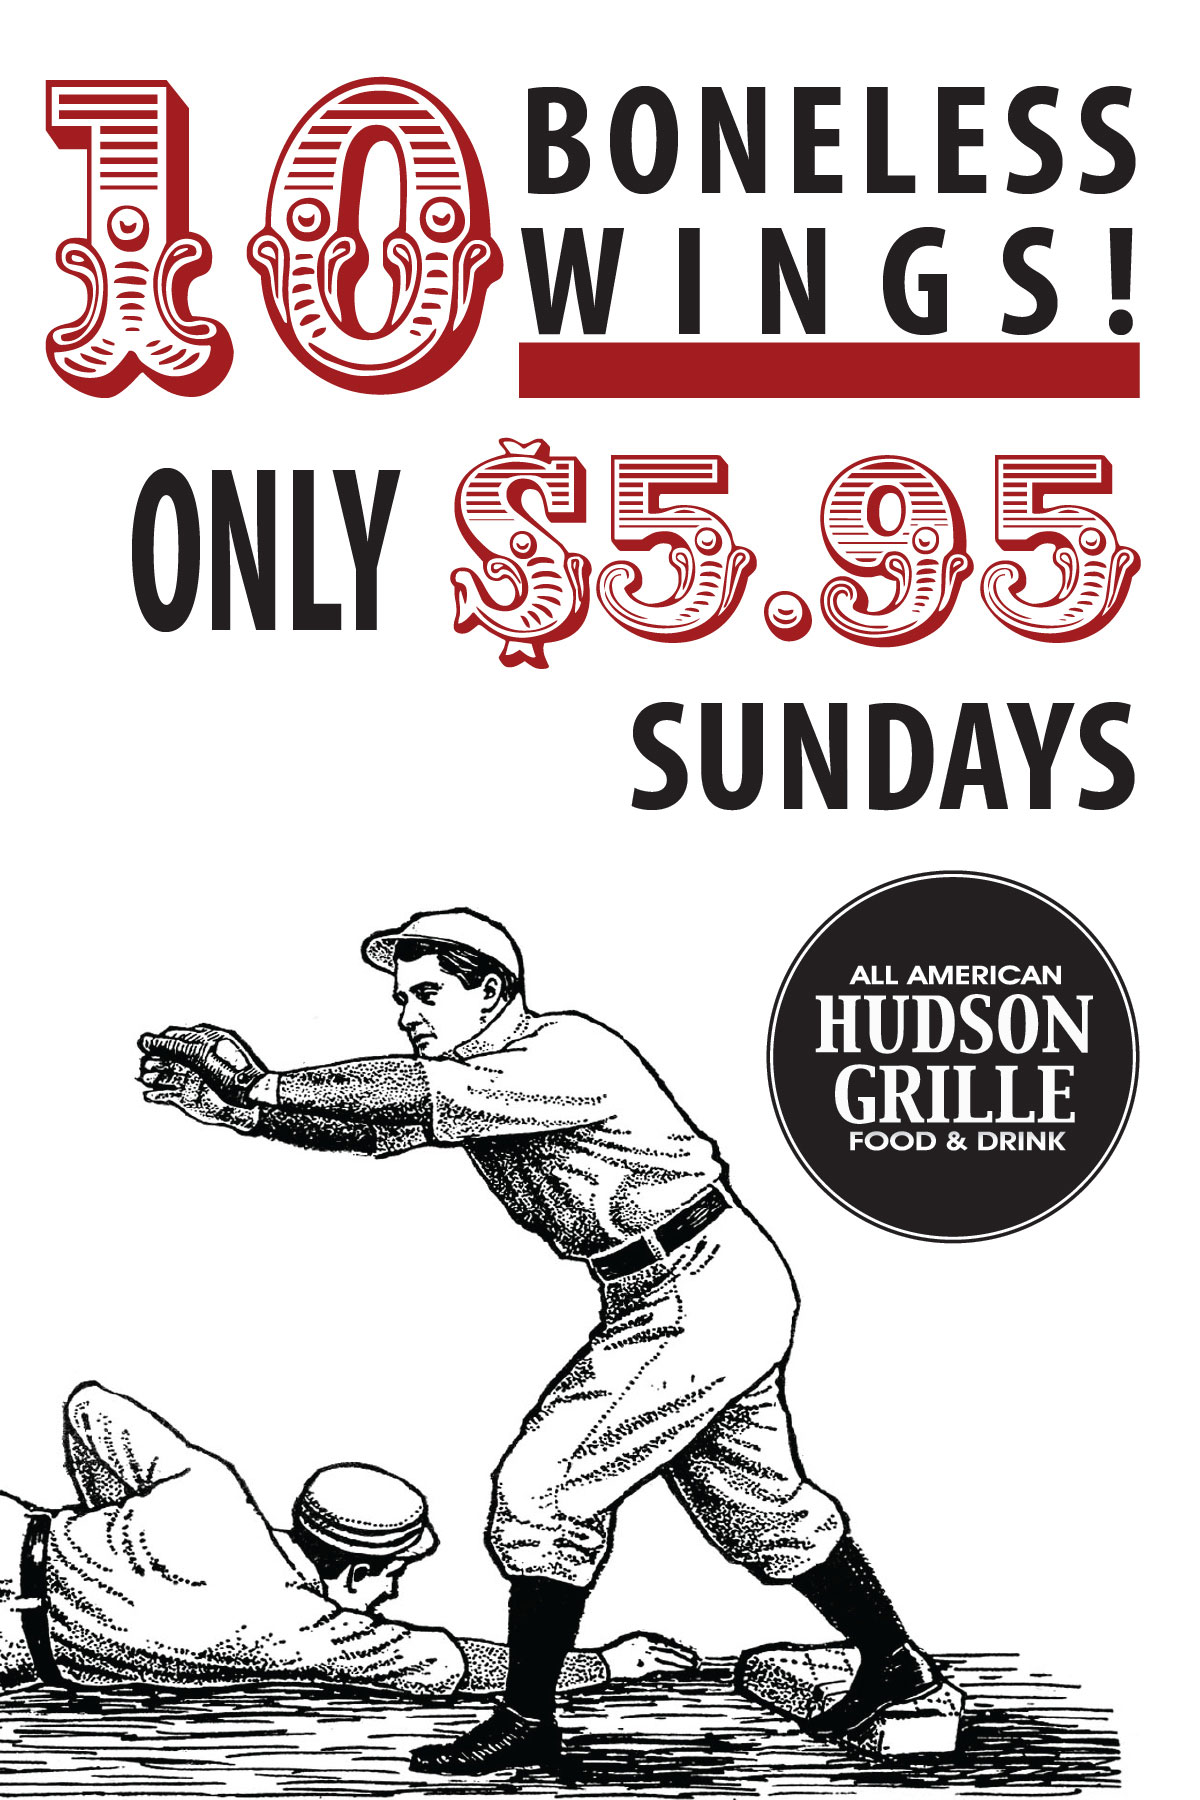 10 BONELESS
WINGS!
ONLY $5.95
SUNDAYS
ALL AMERICAN
HUDSON
GRILLE
FOOD & DRINK